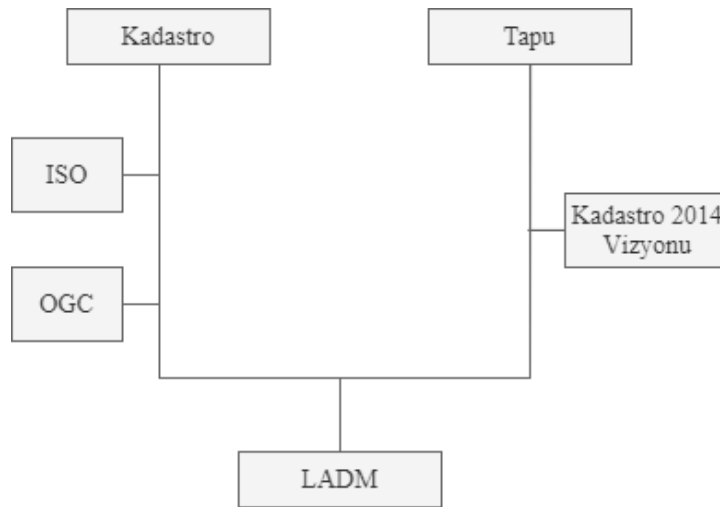 Kadastro
Tapu
ISO
Kadastro 2014
Vizyonu
OGC
LADM